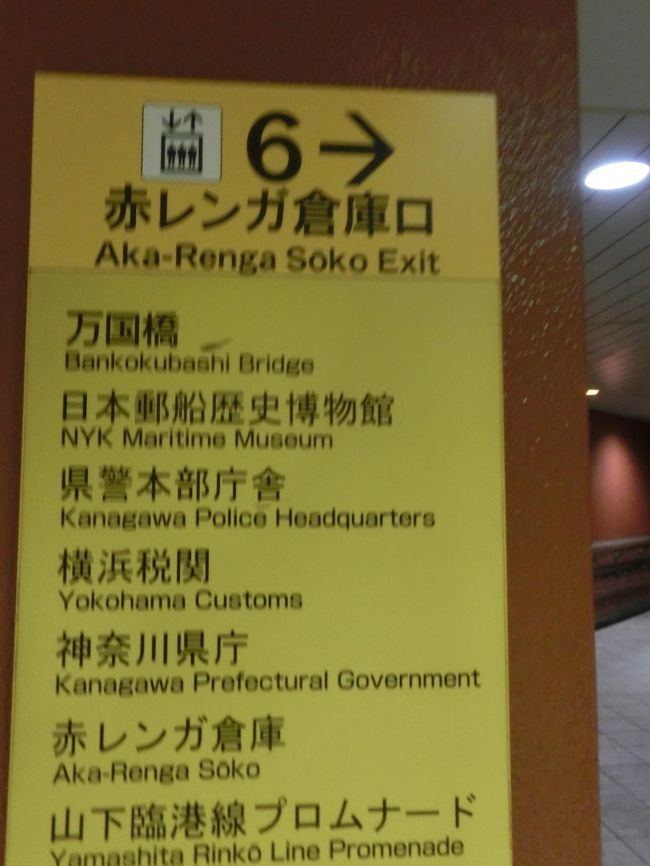 6→
赤レンガ倉庫口
Aka-Renga Sōko Exit
万国橋
Bankokubashi Bridge
日本郵船歴史博物館
NYK Maritime Museum
県警本部庁舎
Kanagawa Police Headquarters
横浜税関
Yokohama Customs
神奈川県庁
Kanagawa Prefectural Government
赤レンガ倉庫
Aka-Renga Sōko
山下臨港線プロムナード
Yamashita Rinkō Line Promenade